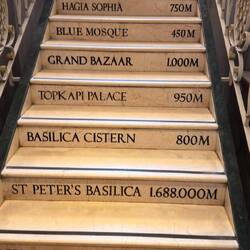 HAGIA SOPHIA 750M
BLUE MOSQUE 450M
GRAND BAZAAR 1.000M
TOPKAPI PALACE 950M
BASILICA CISTERN 800M
ST PETER'S BASILICA 1.688.000M